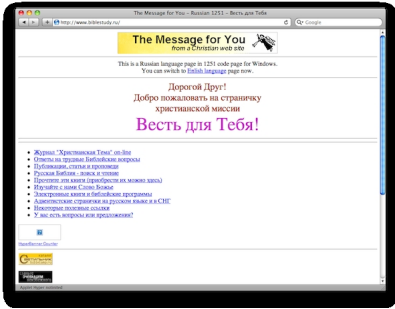 The Message for You – Russian 1251 – Весть для Тебя
http://www.biblestudy.ru/
Google
The Message for You
from a Christian web site
This is a Russian language page in 1251 code page for Windows.
You can switch to Enlish language page now.
Дорогой Друг!
Добро пожаловать на страничку
христианской миссии
Весть для Тебя!
Журнал "Христианская Тема" on-line
Ответы на трудные Библейские вопросы
Публикации, статьи и проповеди
Русская Библия - поиск и чтение
Прочтите эти книги (приобрести их можно здесь)
Изучайте с нами Слово Божье
Электронные книги и библейские программы
Адвентистские странички на русском языке и в СНГ
Некоторые полезные ссылки
У вас есть вопросы или предложения?